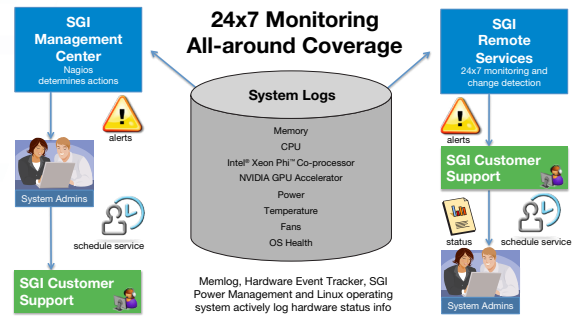 24x7 Monitoring
All-around Coverage
SGI
Management
Center
Nagios
determines actions
alerts
System Admins
schedule service
SGI Customer
Support
System Logs
Memory
CPU
Intel® Xeon Phi™ Co-processor
NVIDIA GPU Accelerator
Power
Temperature
Fans
OS Health
Memlog, Hardware Event Tracker, SGI
Power Management and Linux operating
system actively log hardware status info
SGI
Remote
Services
24x7 monitoring and
change detection
alerts
SGI Customer
Support
status
schedule service
System Admins